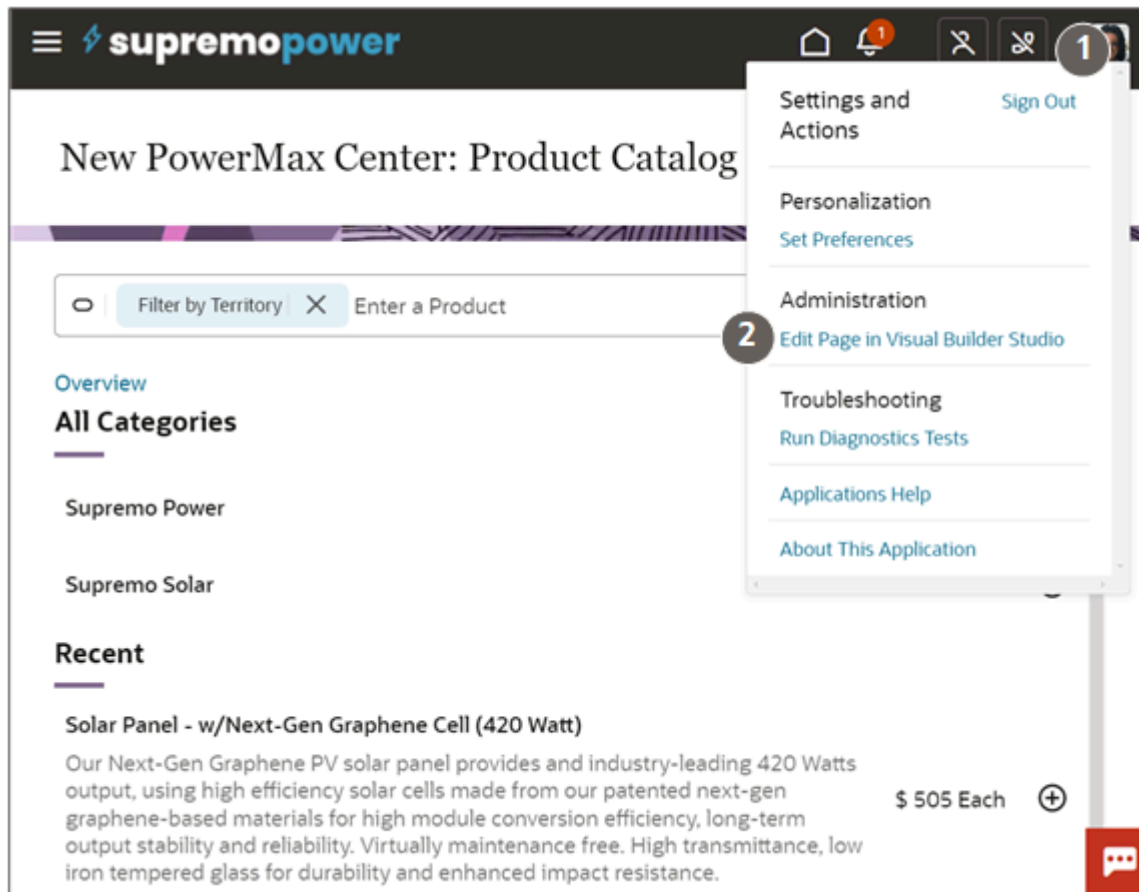 supremopower
1
1
Settings and Actions
Sign Out
New PowerMax Center: Product Catalog
Personalization
Set Preferences
Filter by Territory
Enter a Product
Administration
2
Edit Page in Visual Builder Studio
Overview
All Categories
Troubleshooting
Run Diagnostics Tests
Supremo Power
Applications Help
About This Application
Supremo Solar
Recent
Solar Panel - w/Next-Gen Graphene Cell (420 Watt)
Our Next-Gen Graphene PV solar panel provides and industry-leading 420 Watts
output, using high efficiency solar cells made from our patented next-gen
graphene-based materials for high module conversion efficiency, long-term
output stability and reliability. Virtually maintenance free. High transmittance, low
iron tempered glass for durability and enhanced impact resistance.
$ 505 Each